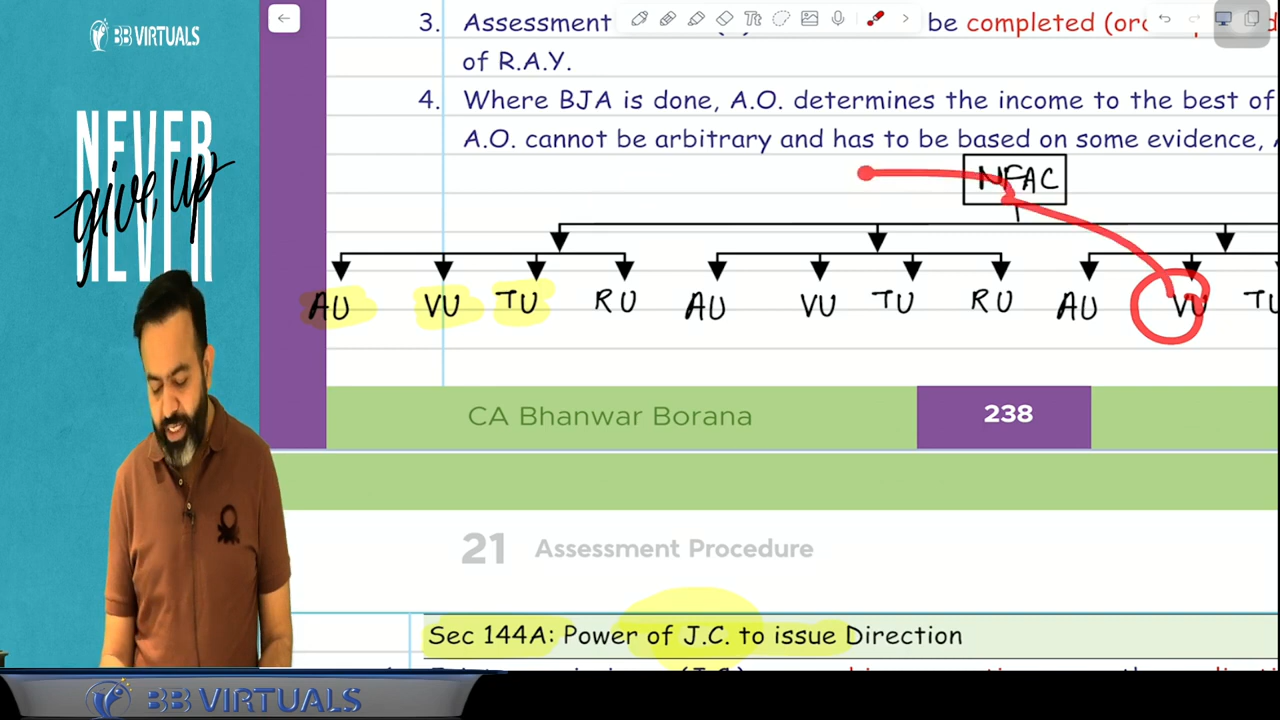 BB VIRTUALS
NEVER
give up
NEVER
3. Assessment be completed
of R.A.Y.
4. Where BJA is done, A.O. determines the income to the best of
A.O. cannot be arbitrary and has to be based on some evidence,
NFAC
AU VU TU RU AU VU TU RU AU VU TU
CA Bhanwar Borana 238
21 Assessment Procedure
Sec 144A: Power of J.C. to issue Direction
BB VIRTUALS